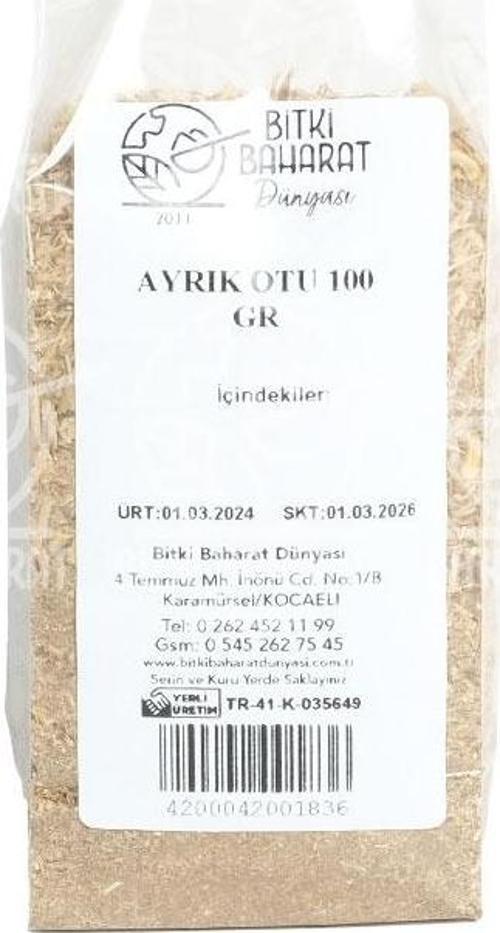 BİTKİ
BAHARAT
Dünyası
2011
AYRIK OTU 100
GR
İçindekiler:
ÜRT:01.03.2024 SKT:01.03.2026
Bitki Baharat Dünyası
4 Temmuz Mh. İnönü Cd. No:1/B
Karamürsel/KOCAELİ
Tel: 0 262 452 11 99
Gsm: 0 545 262 75 45
www.bitkibaharatdunyasi.com.tr
Serin ve Kuru Yerde Saklayınız
YERLİ
ÜRETİM
TR-41-K-035649
4200042001836